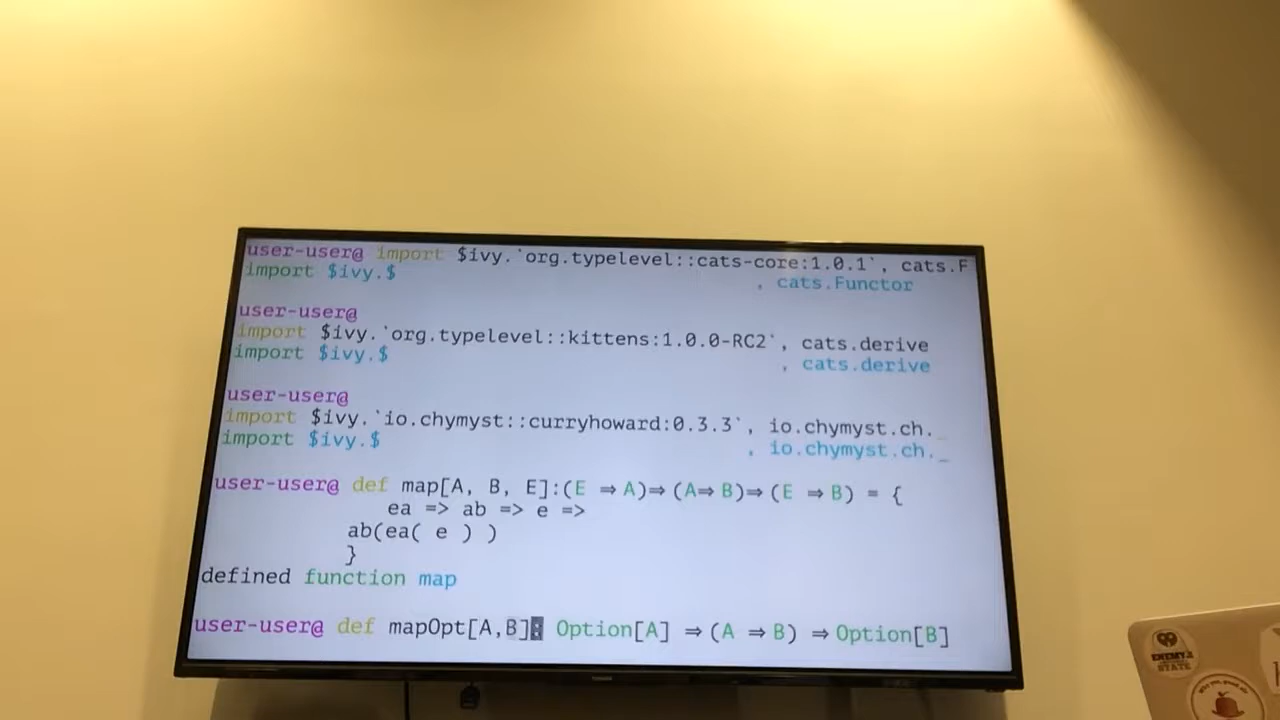 user-user@ import $ivy.`org.typelevel::cats-core:1.0.1`, cats.F
import $ivy.$ , cats.Functor
user-user@
import $ivy.`org.typelevel::kittens:1.0.0-RC2`, cats.derive
import $ivy.$ , cats.derive
user-user@
import $ivy.`io.chymyst::curryhoward:0.3.3`, io.chymyst.ch._
import $ivy.$ , io.chymyst.ch._
user-user@ def map[A, B, E]:(E ⇒ A)⇒ (A⇒ B)⇒ (E ⇒ B) = {
ea => ab => e =>
ab(ea( e ) )
}
defined function map
user-user@ def mapOpt[A,B]: Option[A] ⇒ (A ⇒ B) ⇒ Option[B]
STATE